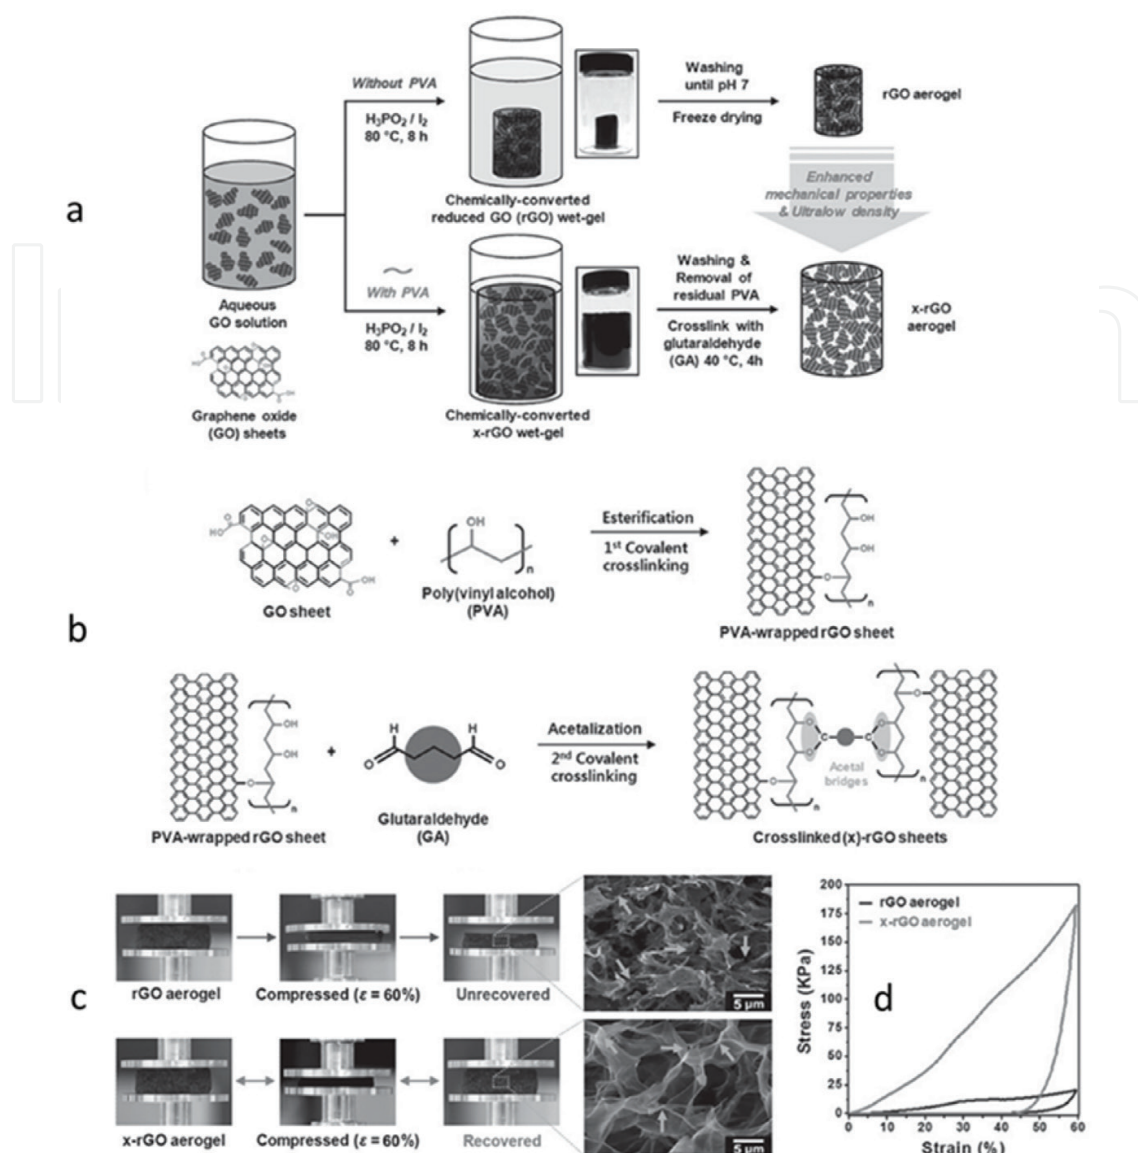 a
Aqueous
GO solution
Graphene oxide
(GO) sheets
Without PVA
H₃PO₂ / I₂
80 °C, 8 h
Chemically-converted
reduced GO (rGO) wet-gel
Washing
until pH 7
Freeze drying
rGO aerogel
Enhanced
mechanical properties
& Ultralow density
With PVA
H₃PO₂ / I₂
80 °C, 8 h
Chemically-converted
x-rGO wet-gel
Washing &
Removal of
residual PVA
Crosslink with
glutaraldehyde
(GA) 40 °C, 4h
x-rGO
aerogel
b
HO
O
OH
O
OH
GO sheet
+
OH
n
Poly(vinyl alcohol)
(PVA)
Esterification
1st Covalent
crosslinking
OH
OH
O
n
PVA-wrapped rGO sheet
OH
OH
O
n
PVA-wrapped rGO sheet
+
H
H
O
O
Glutaraldehyde
(GA)
Acetalization
2nd Covalent
crosslinking
O
O
C
C
O
O
O
O
n
n
Acetal
bridges
Crosslinked (x)-rGO sheets
c
rGO aerogel
Compressed (ε = 60%)
Unrecovered
5 μm
x-rGO aerogel
Compressed (ε = 60%)
Recovered
5 μm
d
rGO aerogel
x-rGO aerogel
Stress (KPa)
200
175
150
125
100
75
50
25
0
0 10 20 30 40 50 60
Strain (%)